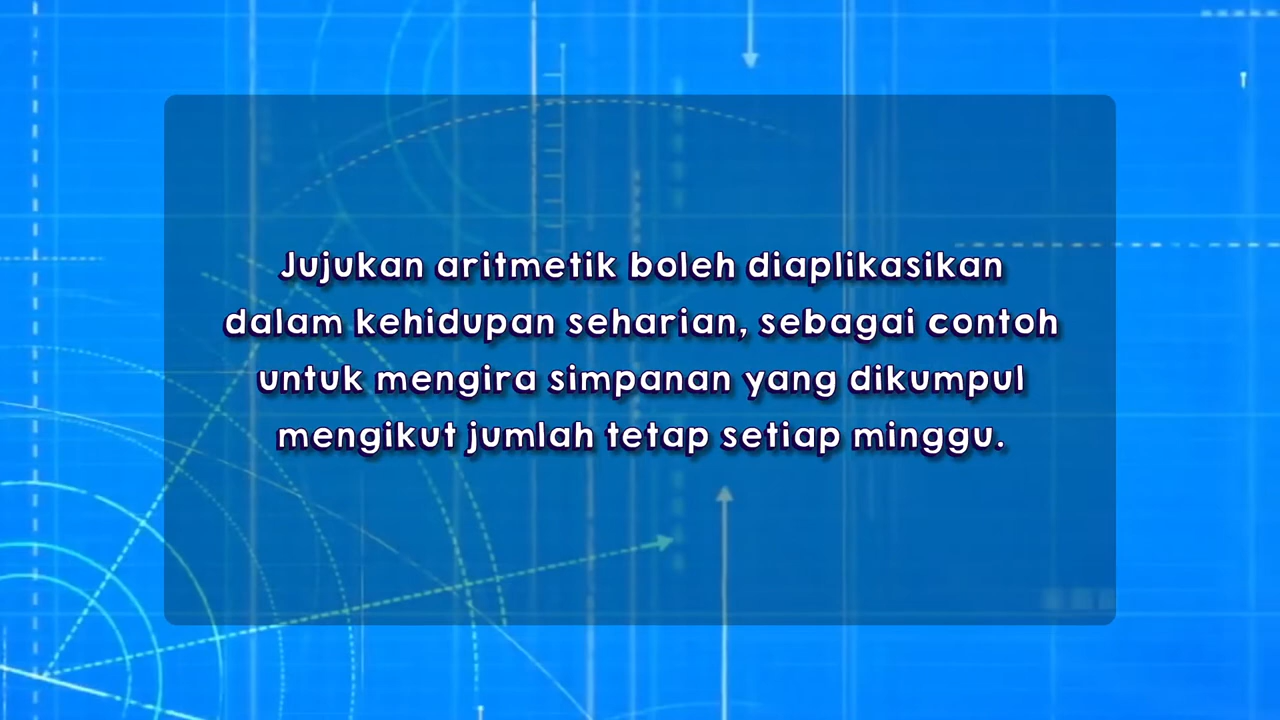 Jujukan aritmetik boleh diaplikasikan
dalam kehidupan seharian, sebagai contoh
untuk mengira simpanan yang dikumpul
mengikut jumlah tetap setiap minggu.